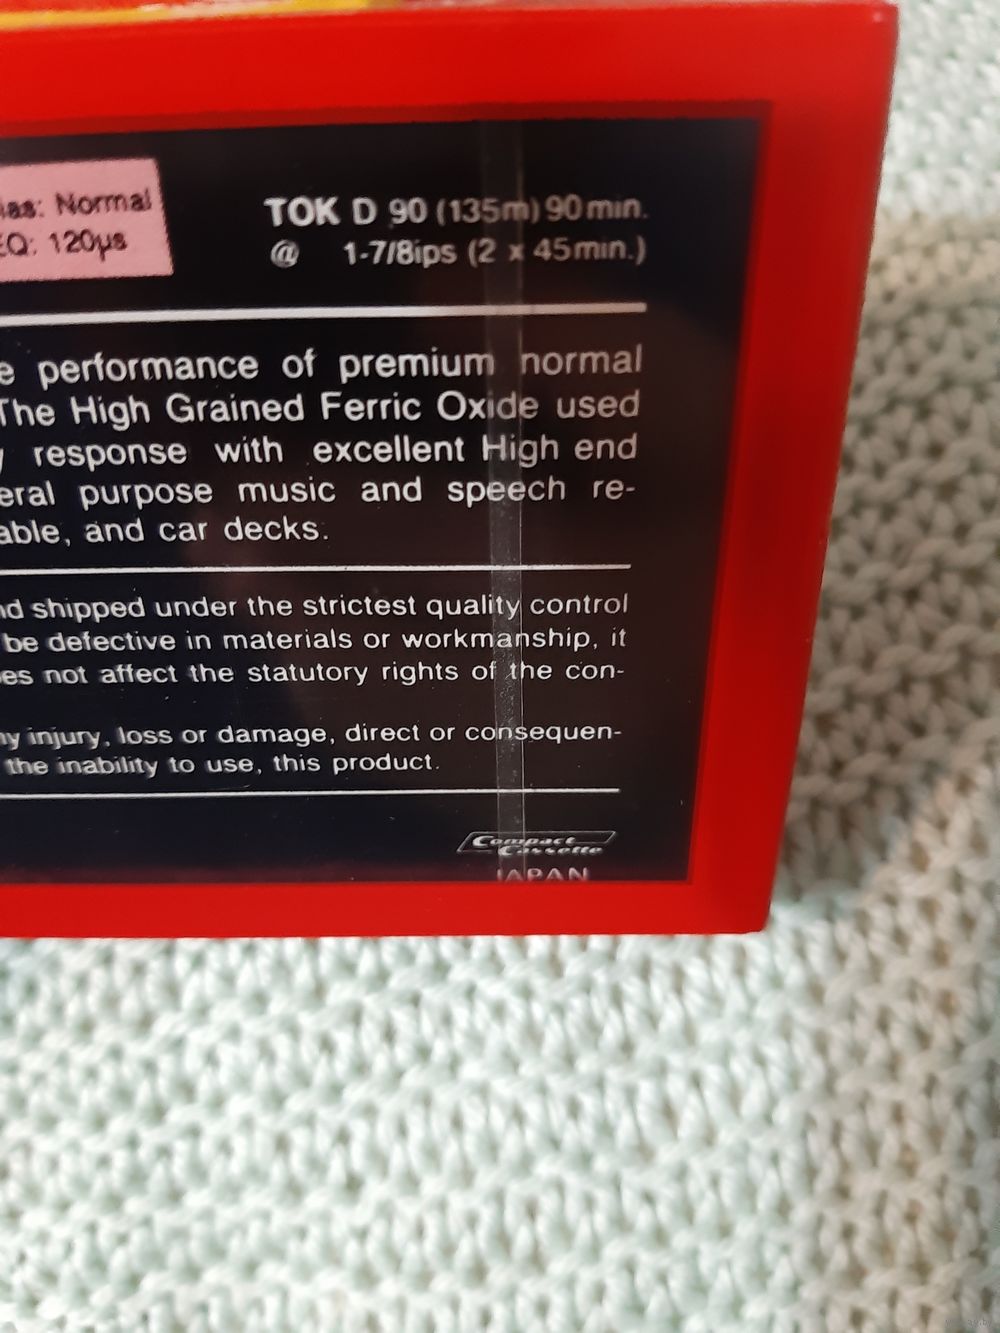 ias: Normal
EQ: 120µs
TOK D 90 (135m) 90 min.
@ 1-7/8ips (2 x 45min.)
e performance of premium normal
The High Grained Ferric Oxide used
y response with excellent High end
eral purpose music and speech re-
able, and car decks.
nd shipped under the strictest quality control
be defective in materials or workmanship, it
es not affect the statutory rights of the con-
ny injury, loss or damage, direct or consequen-
the inability to use, this product.
Compact
Cassette
JAPAN